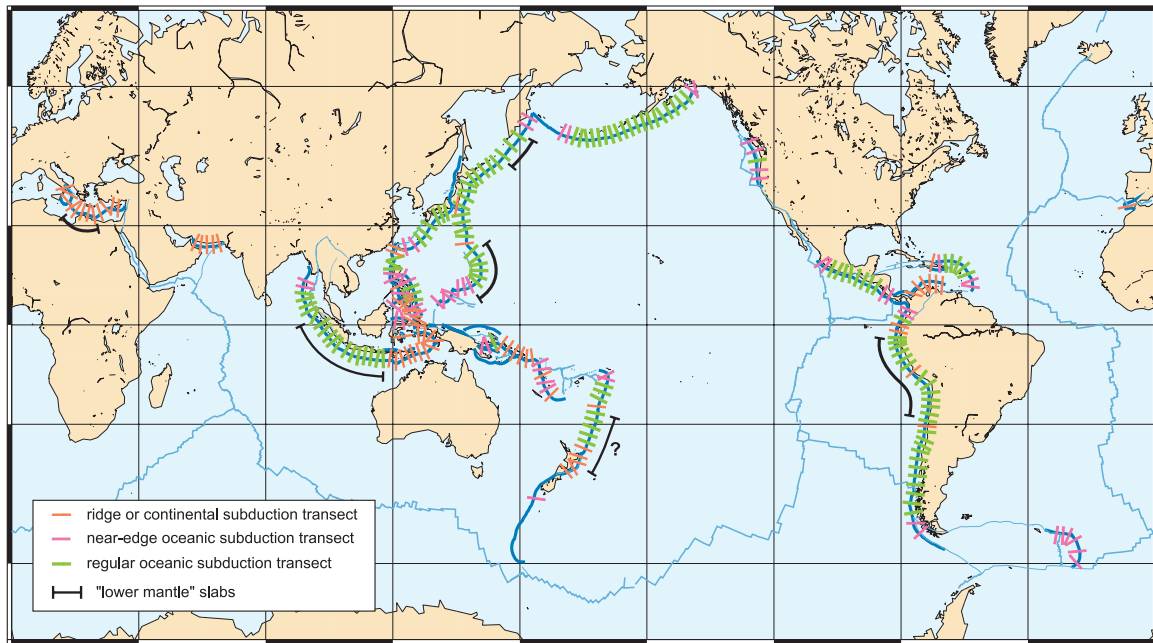 ?
ridge or continental subduction transect
near-edge oceanic subduction transect
regular oceanic subduction transect
"lower mantle" slabs